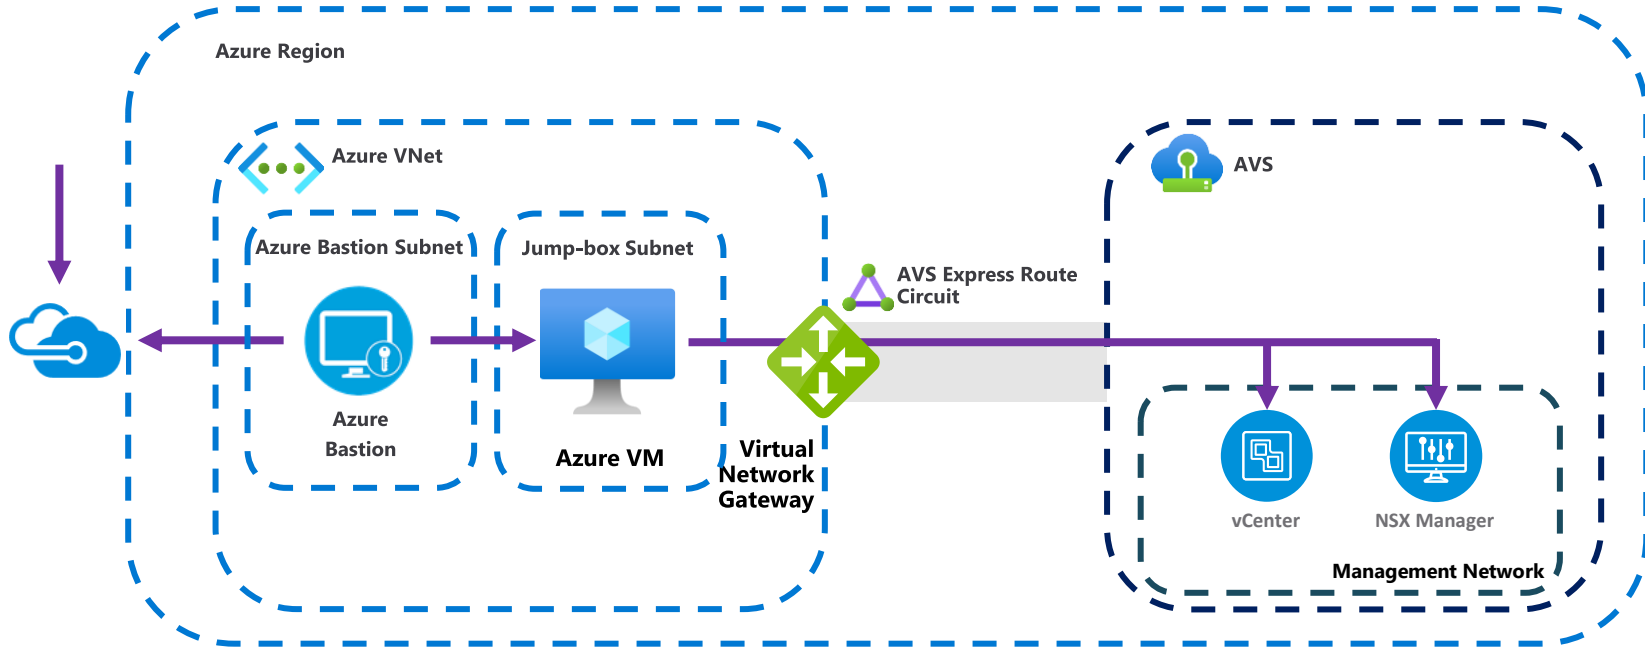 Azure Region
Azure VNet
AVS
Azure Bastion Subnet
Jump-box Subnet
AVS Express Route
Circuit
Azure
Bastion
Azure VM
Virtual
Network
Gateway
vCenter
NSX Manager
Management Network